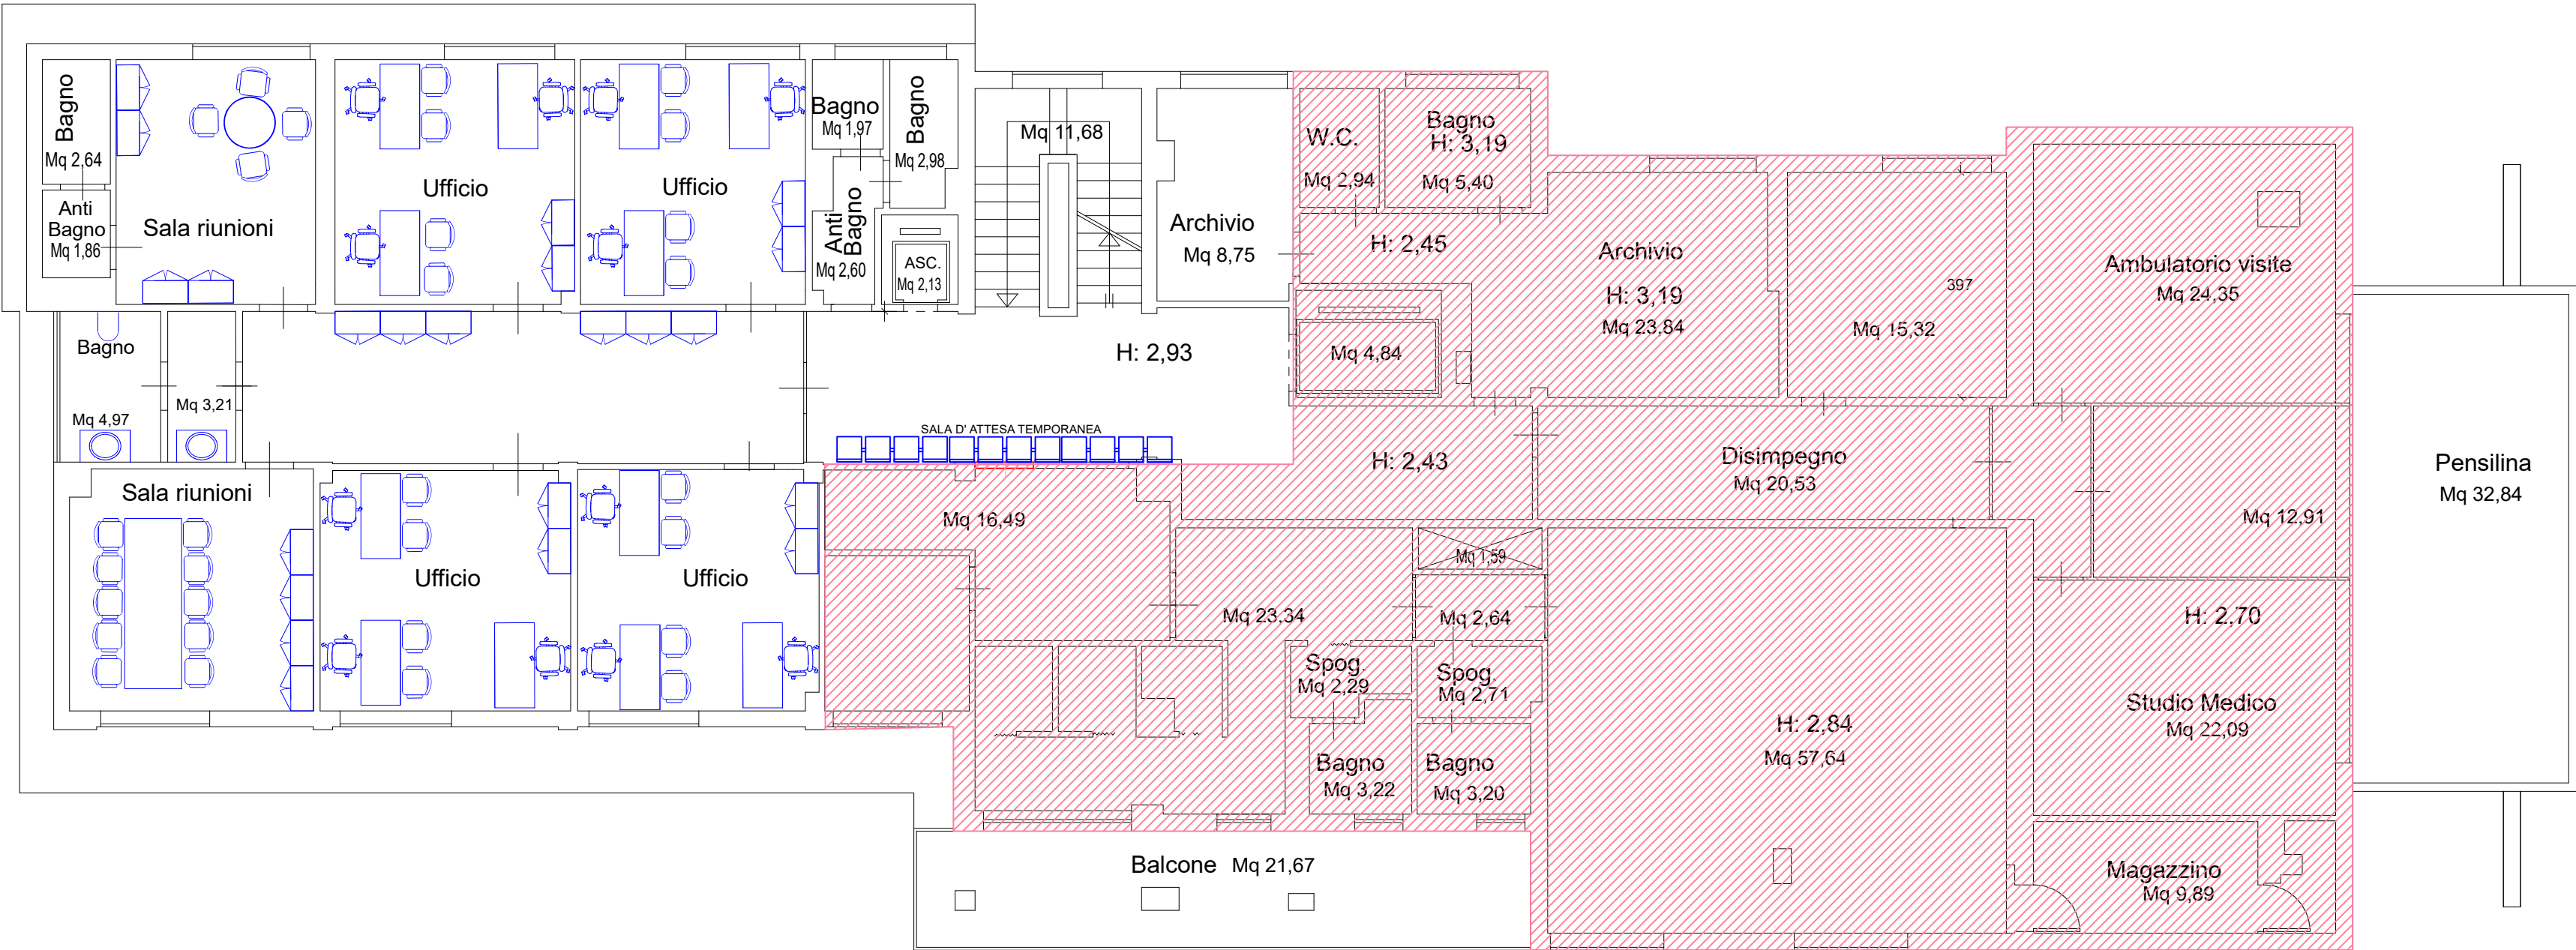 Bagno
Mq 2,64
Anti
Bagno
Mq 1,86
Sala riunioni
Ufficio
Ufficio
Bagno
Mq 1,97
Bagno
Mq 2,98
Anti
Bagno
Mq 2,60
ASC.
Mq 2,13
Mq 11,68
Archivio
Mq 8,75
W.C.
Mq 2,94
Bagno
H: 3,19
Mq 5,40
H: 2,45
Archivio
H: 3,19
Mq 23.84
397
Mq 15,32
Ambulatorio visite
Mq 24,35
Bagno
Mq 4,97
Mq 3,21
H: 2,93
Mq 4,84
SALA D' ATTESA TEMPORANEA
H: 2,43
Disimpegno
Mq 20,53
Mq 12,91
Pensilina
Mq 32,84
Sala riunioni
Ufficio
Ufficio
Mq 16,49
Mq 23.34
Mq 1,59
Mq 2,64
Spog.
Mq 2,29
Spog.
Mq 2,71
Bagno
Mq 3,22
Bagno
Mq 3,20
H: 2,84
Mq 57,64
H: 2.70
Studio Medico
Mq 22,09
Magazzino
Mq 9,89
Balcone Mq 21,67